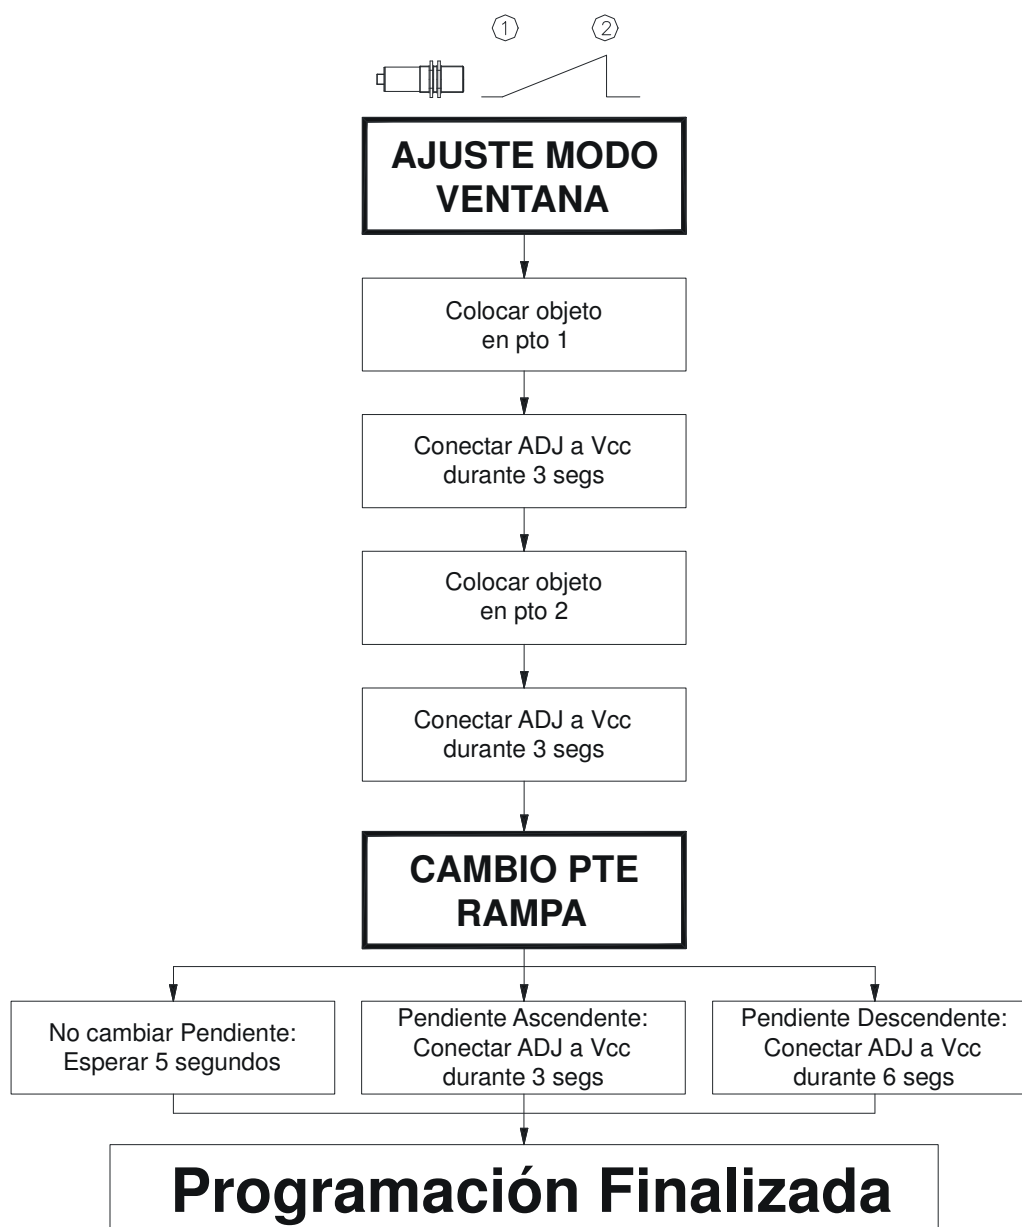 1 2
AJUSTE MODO
VENTANA
Colocar objeto
en pto 1
Conectar ADJ a Vcc
durante 3 segs
Colocar objeto
en pto 2
Conectar ADJ a Vcc
durante 3 segs
CAMBIO PTE
RAMPA
No cambiar Pendiente:
Esperar 5 segundos
Pendiente Ascendente:
Conectar ADJ a Vcc
durante 3 segs
Pendiente Descendente:
Conectar ADJ a Vcc
durante 6 segs
Programación Finalizada